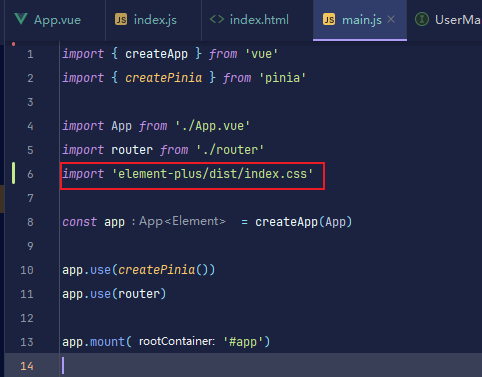 App.vue JS index.js <> index.html JS main.js × I UserMa
1 import { createApp } from 'vue'
2 import { createPinia } from 'pinia'
4 import App from './App.vue'
5 import router from './router'
6 import 'element-plus/dist/index.css'
7
8 const app : App<Element> = createApp(App)
9
10 app.use(createPinia())
11 app.use(router)
12
13 app.mount( rootContainer: '#app')
14